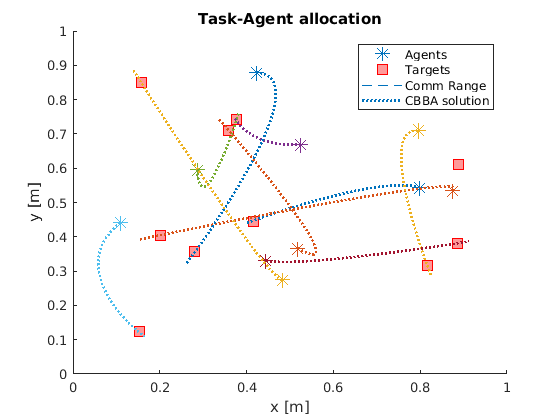 Task-Agent allocation
Agents
Targets
Comm Range
CBBA solution
y [m]
1
0.9
0.8
0.7
0.6
0.5
0.4
0.3
0.2
0.1
0
0 0.2 0.4 0.6 0.8 1
x [m]